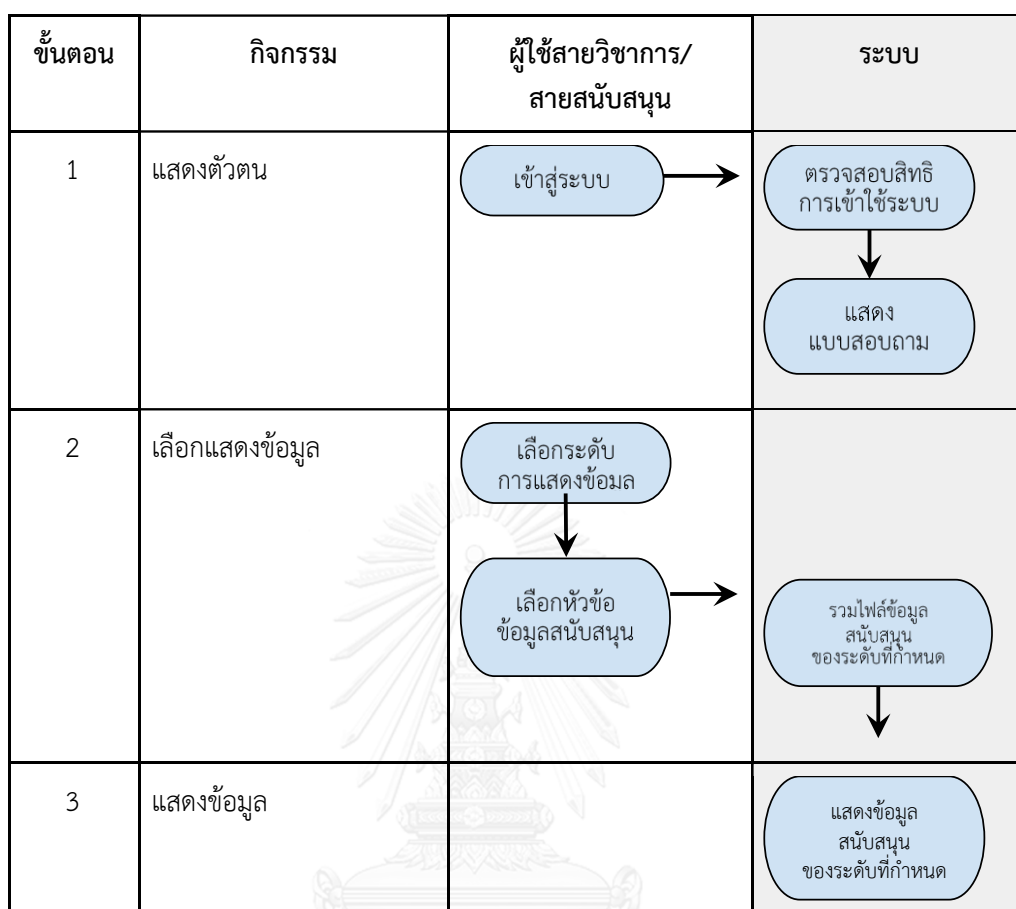 ขั้นตอน
กิจกรรม
ผู้ใช้สายวิชาการ/
สายสนับสนุน
ระบบ
1
แสดงตัวตน
เข้าสู่ระบบ
ตรวจสอบสิทธิ
การเข้าใช้ระบบ
แสดง
แบบสอบถาม
2
เลือกแสดงข้อมูล
เลือกระดับ
การแสดงข้อมล
เลือกหัวข้อ
ข้อมูลสนับสนุน
รวมไฟล์ข้อมูล
สนับสนุน
ของระดับที่กำหนด
3
แสดงข้อมูล
แสดงข้อมูล
สนับสนุน
ของระดับที่กำหนด